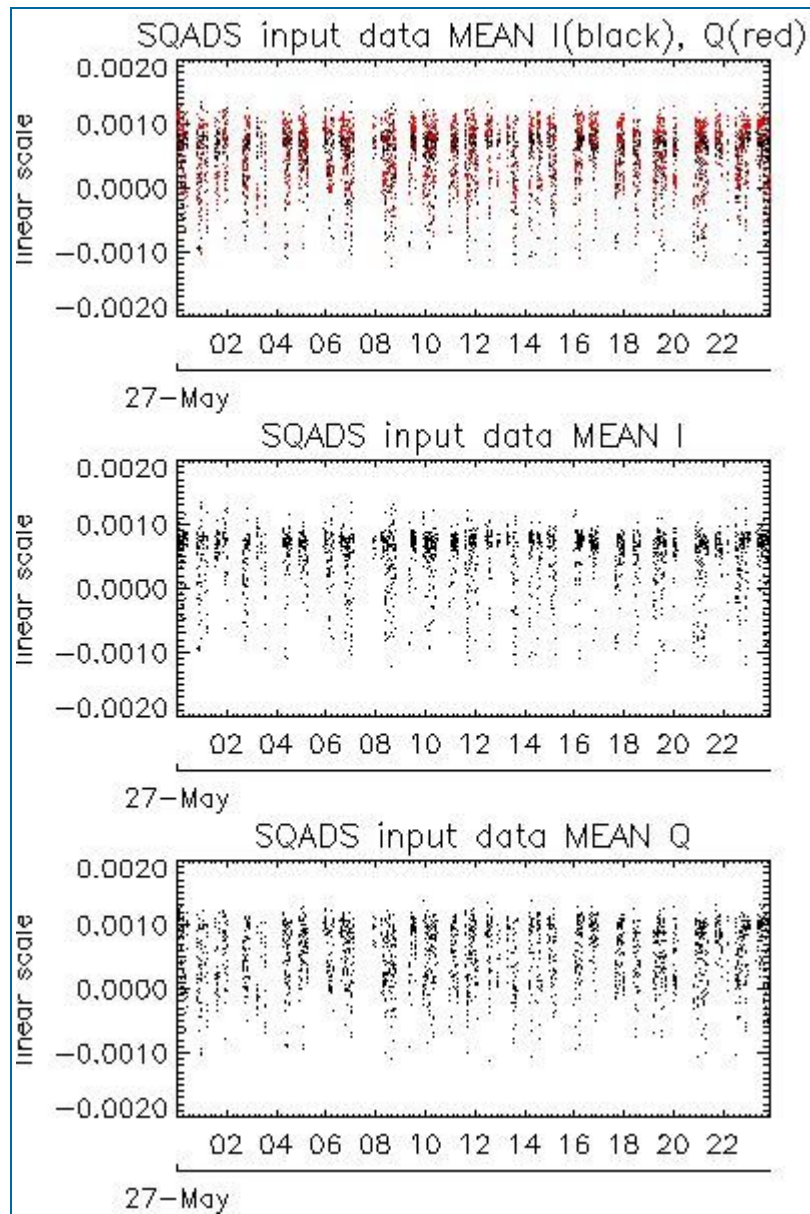 SQADS input data MEAN I(black), Q(red)
0.0020
0.0010
0.0000
-0.0010
-0.0020
linear scale
02 04 06 08 10 12 14 16 18 20 22
27-May
SQADS input data MEAN I
0.0020
0.0010
0.0000
-0.0010
-0.0020
linear scale
02 04 06 08 10 12 14 16 18 20 22
27-May
SQADS input data MEAN Q
0.0020
0.0010
0.0000
-0.0010
-0.0020
linear scale
02 04 06 08 10 12 14 16 18 20 22
27-May